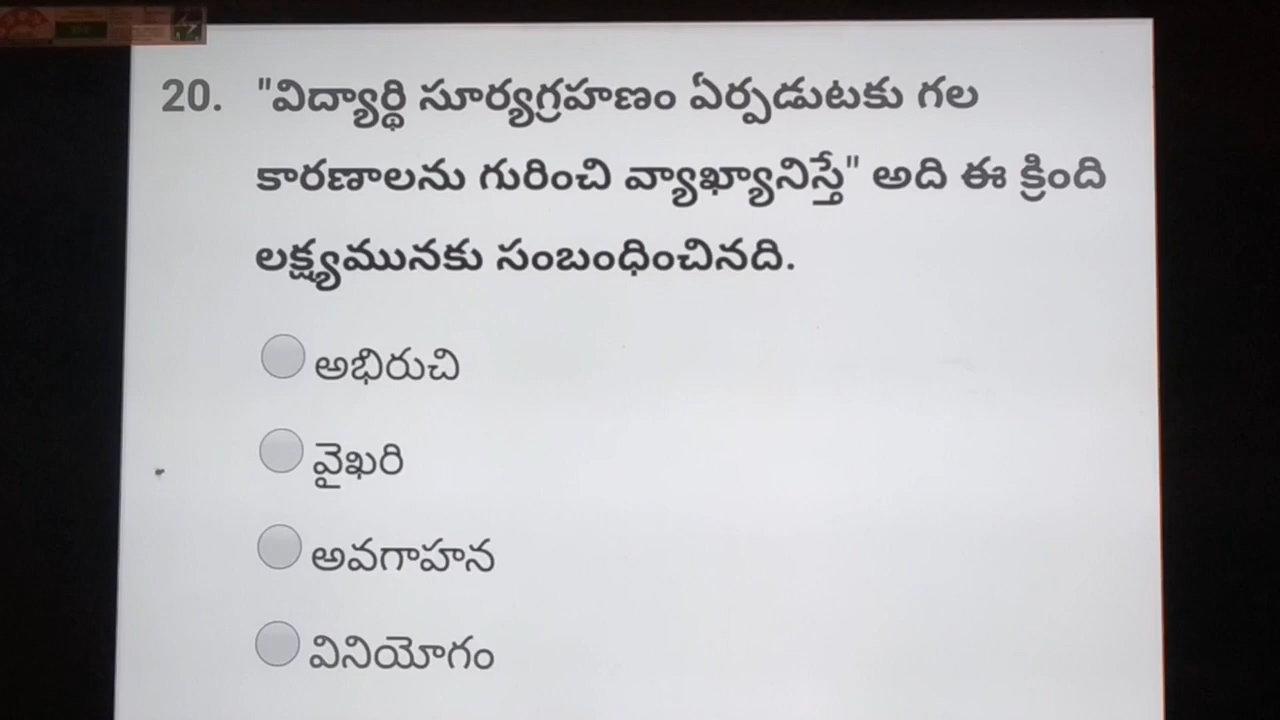 20. "విద్యార్థి సూర్యగ్రహణం ఏర్పడుటకు గల
కారణాలను గురించి వ్యాఖ్యానిస్తే" అది ఈ క్రింది
లక్ష్యమునకు సంబంధించినది.
అభిరుచి
వైఖరి
అవగాహన
వినియోగం